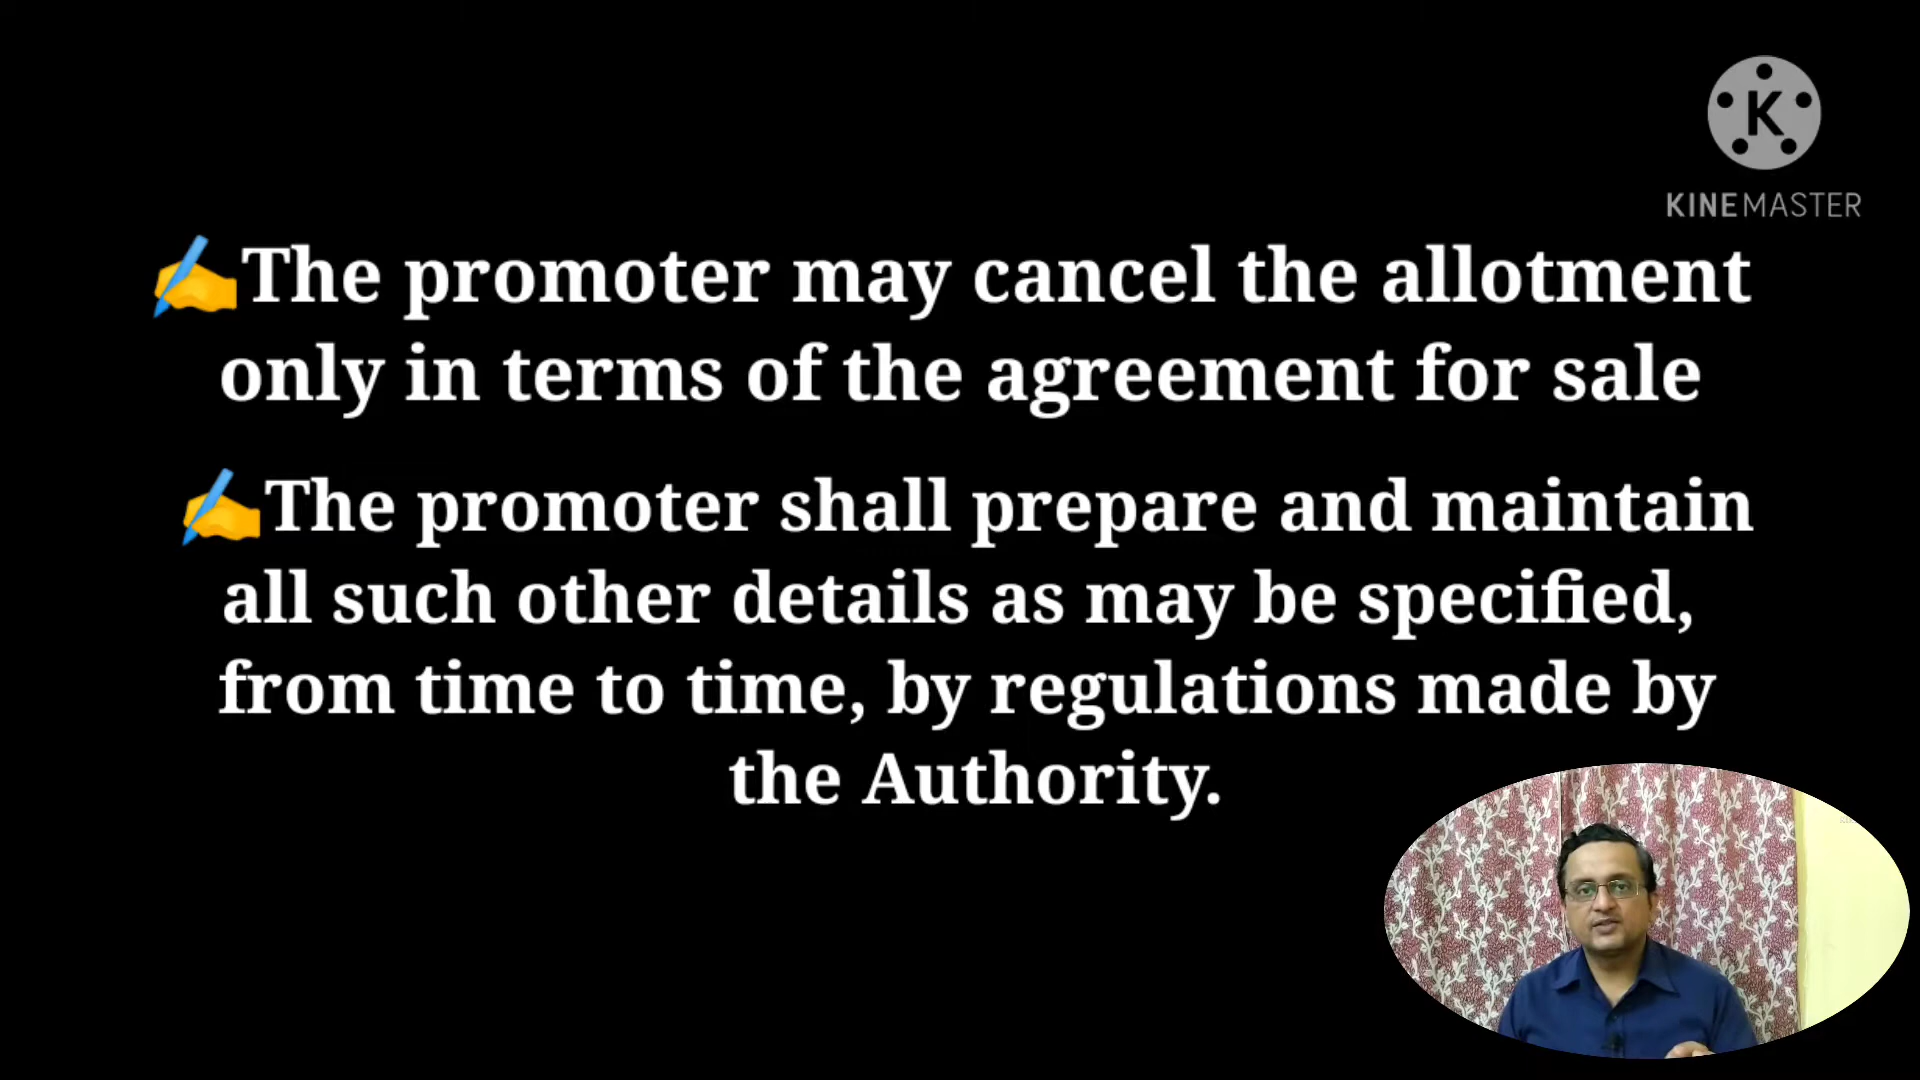 K
KINEMASTER
✍The promoter may cancel the allotment
only in terms of the agreement for sale
✍The promoter shall prepare and maintain
all such other details as may be specified,
from time to time, by regulations made by
the Authority.